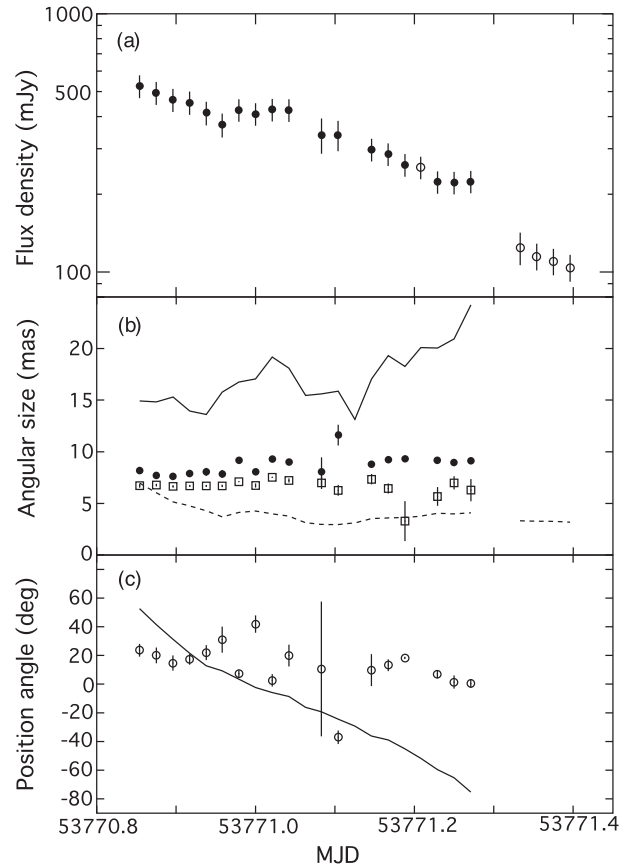 1000
(a)
500
Flux density (mJy)
100
(b)
20
15
Angular size (mas)
10
5
0
(c)
60
40
Position angle (deg)
20
0
-20
-40
-60
-80
53770.8 53771.0 53771.2 53771.4
MJD